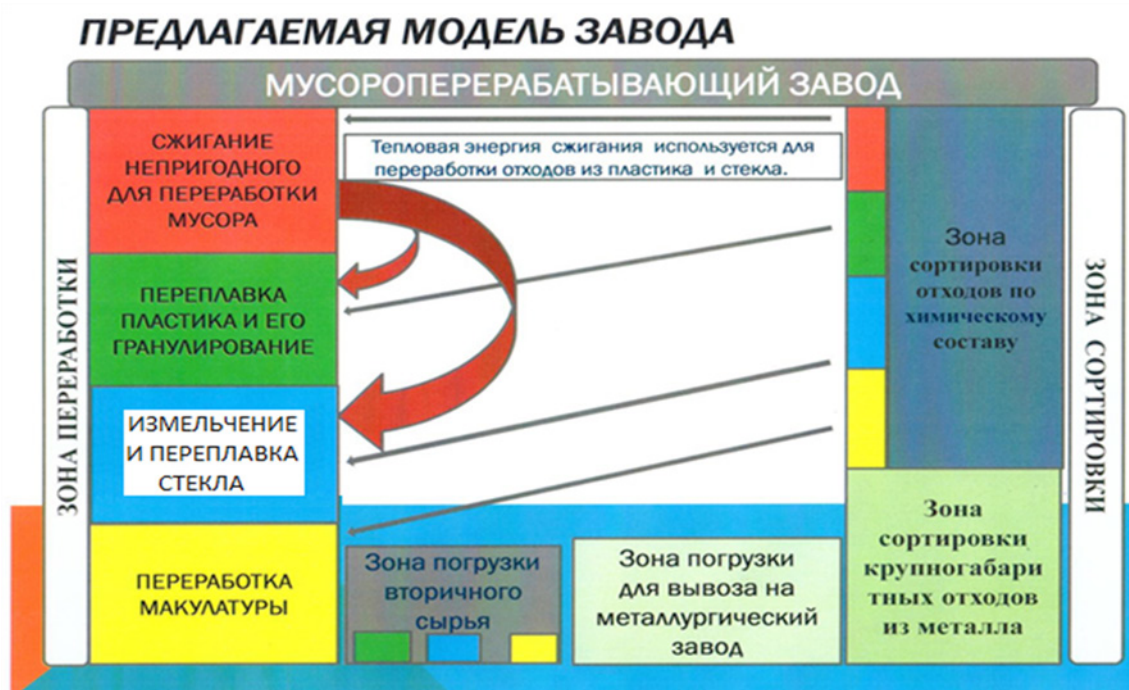 ПРЕДЛАГАЕМАЯ МОДЕЛЬ ЗАВОДА
МУСОРОПЕРЕРАБАТЫВАЮЩИЙ ЗАВОД
ЗОНА ПЕРЕРАБОТКИ
СЖИГАНИЕ
НЕПРИГОДНОГО
ДЛЯ ПЕРЕРАБОТКИ
МУСОРА
ПЕРЕПЛАВКА
ПЛАСТИКА И ЕГО
ГРАНУЛИРОВАНИЕ
ИЗМЕЛЬЧЕНИЕ
И ПЕРЕПЛАВКА
СТЕКЛА
ПЕРЕРАБОТКА
МАКУЛАТУРЫ
Тепловая энергия сжигания используется для
переработки отходов из пластика и стекла.
Зона погрузки
вторичного
сырья
Зона погрузки
для вывоза на
металлургический
завод
Зона
сортировки
отходов по
химическому
составу
Зона
сортировки
крупногабари
тных отходов
из металла
ЗОНА СОРТИРОВКИ